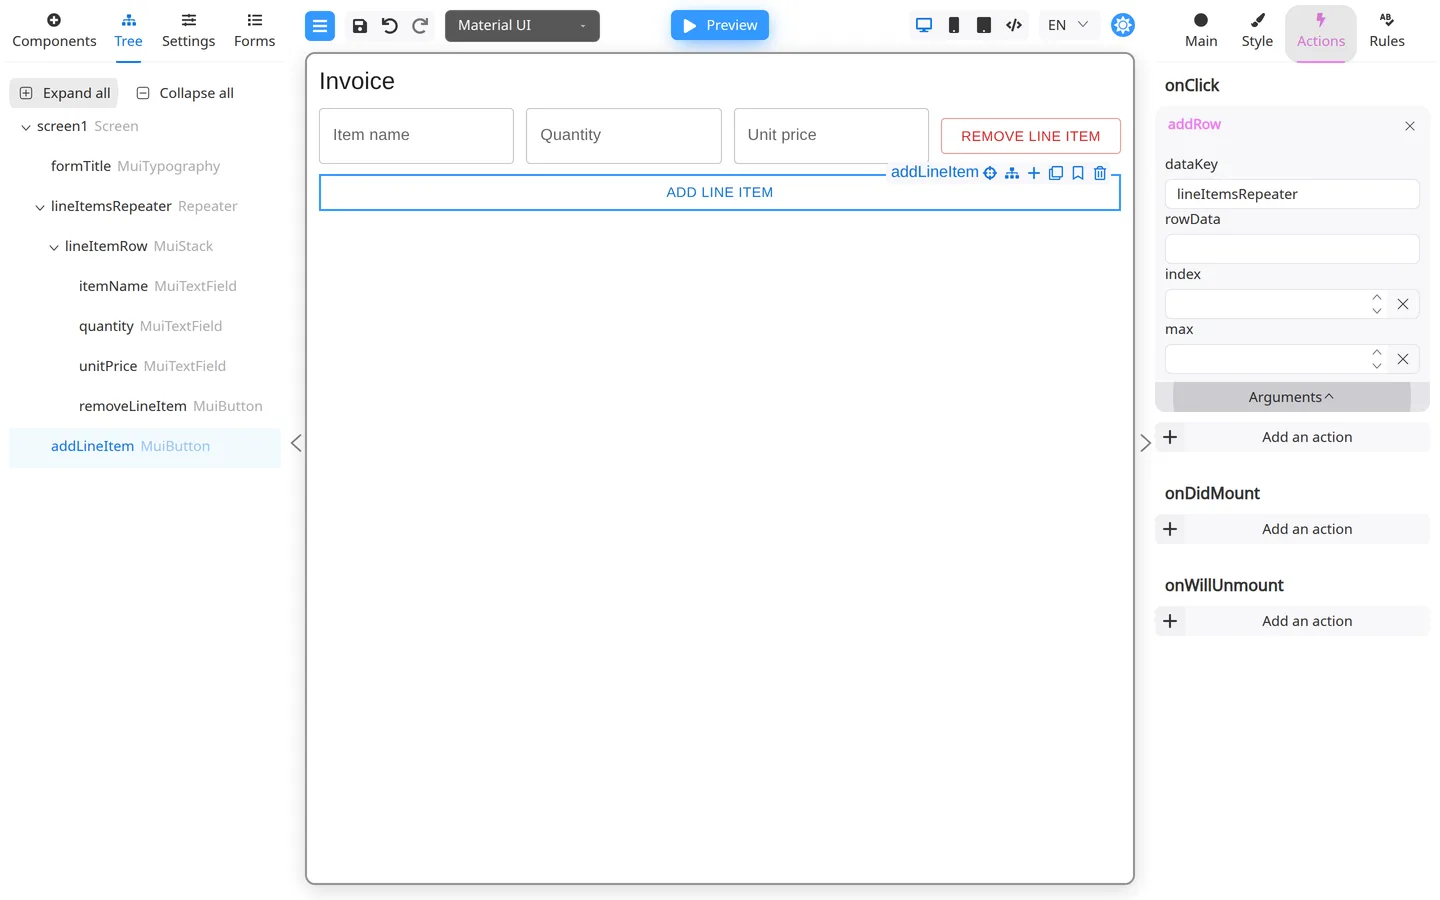 Components
Tree
Settings
Forms
Material UI
Preview
EN
Main
Style
Actions
Rules
Expand all
Collapse all
screen1 Screen
formTitle MuiTypography
lineItemsRepeater Repeater
lineItemRow MuiStack
itemName MuiTextField
quantity MuiTextField
unitPrice MuiTextField
removeLineItem MuiButton
addLineItem MuiButton
Invoice
Item name
Quantity
Unit price
REMOVE LINE ITEM
addLineItem
ADD LINE ITEM
onClick
addRow
dataKey
lineItemsRepeater
rowData
index
max
Arguments
Add an action
onDidMount
Add an action
onWillUnmount
Add an action